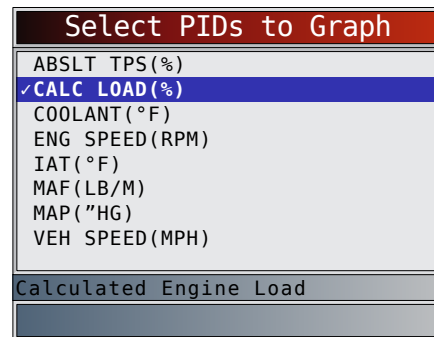 Select PIDs to Graph
ABSLT TPS(%)
✓CALC LOAD(%)
COOLANT(°F)
ENG SPEED(RPM)
IAT(°F)
MAF(LB/M)
MAP(”HG)
VEH SPEED(MPH)
Calculated Engine Load